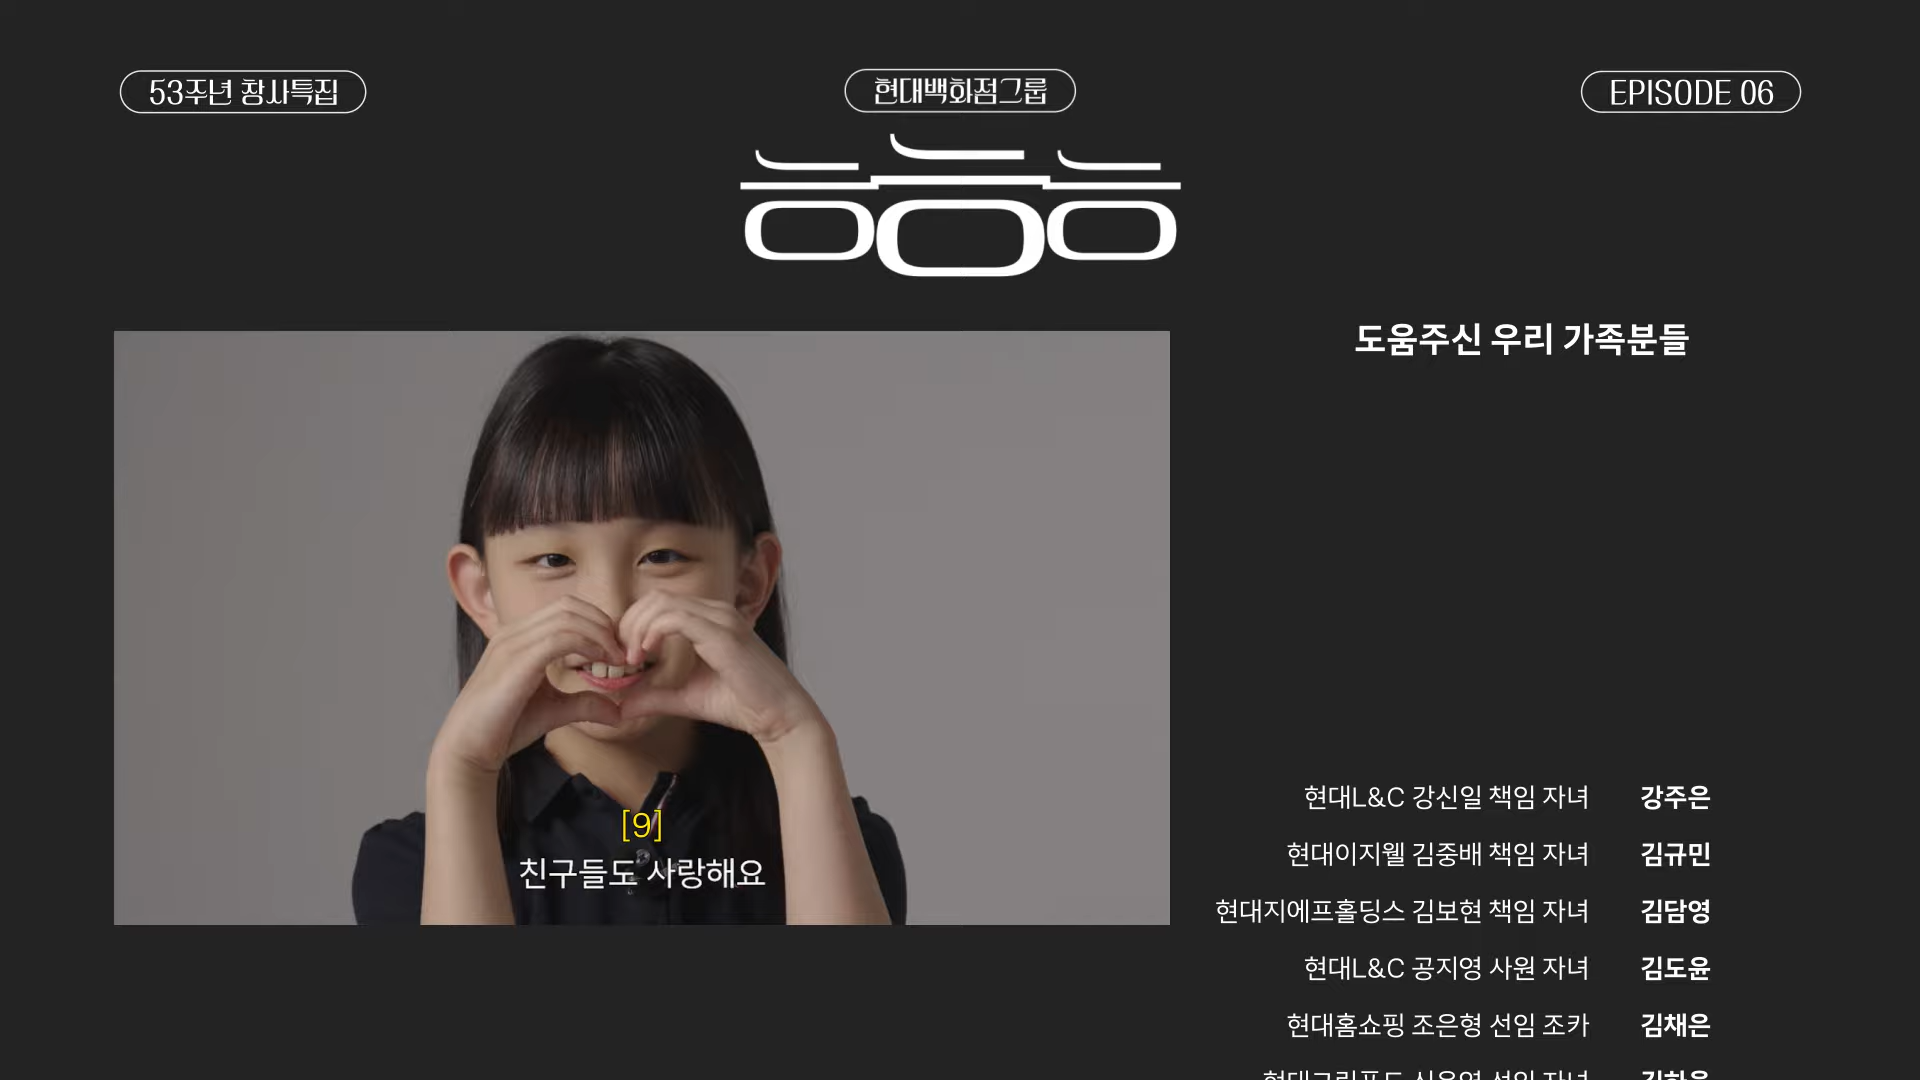 53주년 창사특집
현대백화점그룹
EPISODE 06
흥흥흥
도움주신 우리 가족분들
[9]
친구들도 사랑해요
현대L&C 강신일 책임 자녀 강주은
현대이지웰 김중배 책임 자녀 김규민
현대지에프홀딩스 김보현 책임 자녀 김담영
현대L&C 공지영 사원 자녀 김도윤
현대홈쇼핑 조은형 선임 조카 김채은